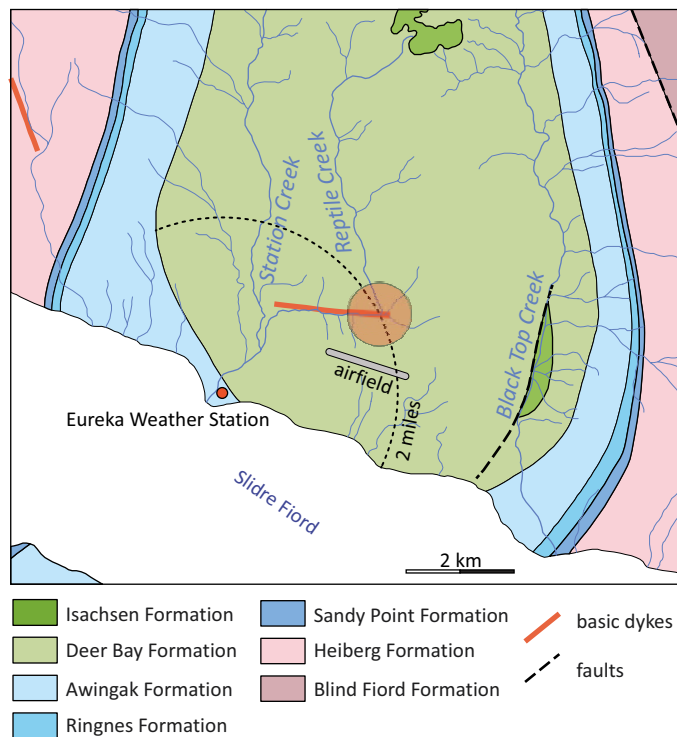 Station Creek
Reptile Creek
Black Top Creek
airfield
2 miles
Eureka Weather Station
Slidre Fiord
2 km
Isachsen Formation
Deer Bay Formation
Awingak Formation
Ringnes Formation
Sandy Point Formation
Heiberg Formation
Blind Fiord Formation
basic dykes
faults